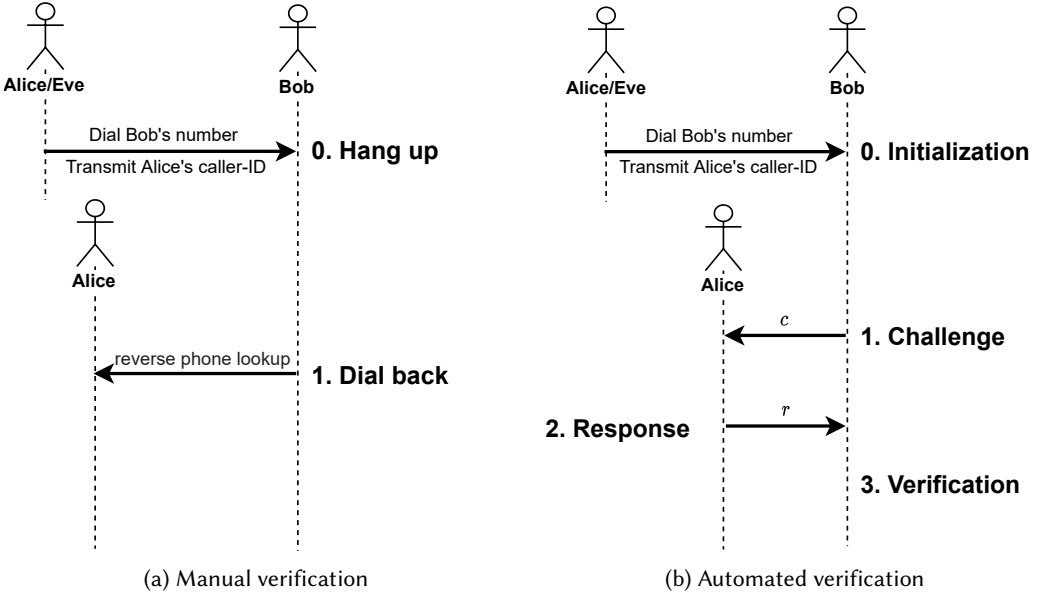 Alice/Eve
Bob
Dial Bob's number
Transmit Alice's caller-ID
0. Hang up
Alice
reverse phone lookup
1. Dial back
(a) Manual verification
Alice/Eve
Bob
Dial Bob's number
Transmit Alice's caller-ID
0. Initialization
Alice
c
1. Challenge
r
2. Response
3. Verification
(b) Automated verification